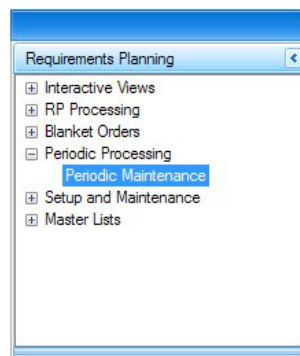 Requirements Planning
Interactive Views
RP Processing
Blanket Orders
Periodic Processing
Periodic Maintenance
Setup and Maintenance
Master Lists